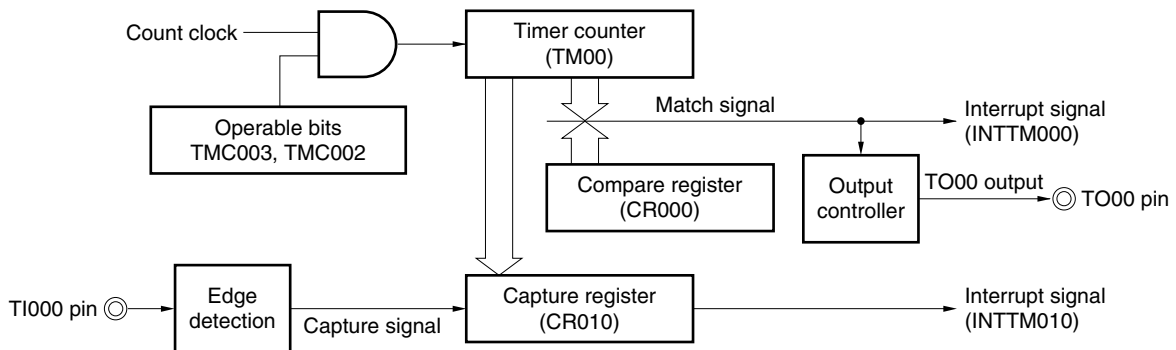 Count clock
Timer counter
(TM00)
Operable bits
TMC003, TMC002
Match signal
Interrupt signal
(INTTM000)
Compare register
(CR000)
Output
controller
TO00 output
TO00 pin
TI000 pin
Edge
detection
Capture signal
Capture register
(CR010)
Interrupt signal
(INTTM010)